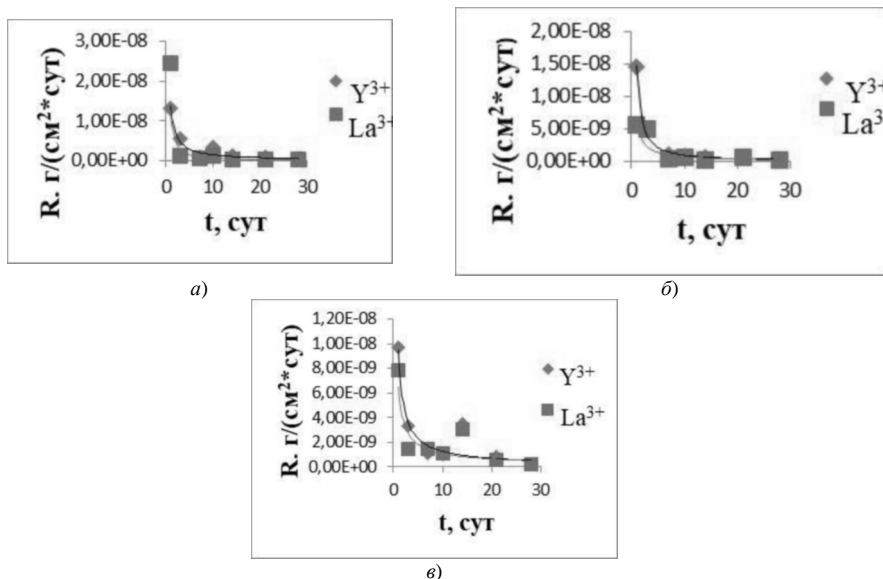 3,00E-08
2,00E-08
1,00E-08
0,00E+00
R. г/(см²*сут)
0 10 20 30
t, сут
Y³⁺
La³⁺
а)
2,00E-08
1,50E-08
1,00E-08
5,00E-09
0,00E+00
R. г/(см²*сут)
0 10 20 30
t, сут
Y³⁺
La³⁺
б)
1,20E-08
1,00E-08
8,00E-09
6,00E-09
4,00E-09
2,00E-09
0,00E+00
R. г/(см²*сут)
0 10 20 30
t, сут
Y³⁺
La³⁺
в)